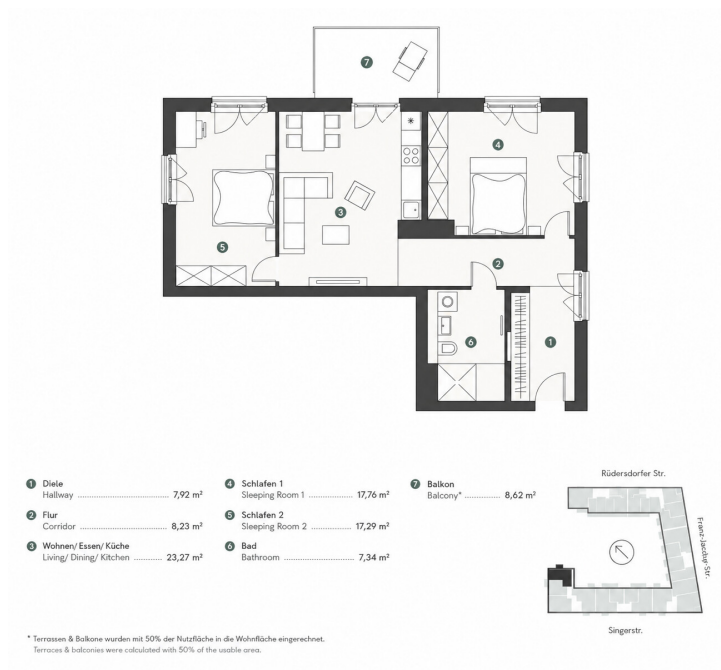 7
4
3
5
2
6
1
1 Diele
Hallway 7,92 m²
2 Flur
Corridor 8,23 m²
3 Wohnen/ Essen/ Küche
Living/ Dining/ Kitchen 23,27 m²
4 Schlafen 1
Sleeping Room 1 17,76 m²
5 Schlafen 2
Sleeping Room 2 17,29 m²
6 Bad
Bathroom 7,34 m²
7 Balkon
Balcony* 8,62 m²
Rüdersdorfer Str.
Franz-Jacob-Str.
Singerstr.
* Terrassen & Balkone wurden mit 50% der Nutzfläche in die Wohnfläche eingerechnet.
Terraces & balconies were calculated with 50% of the usable area.